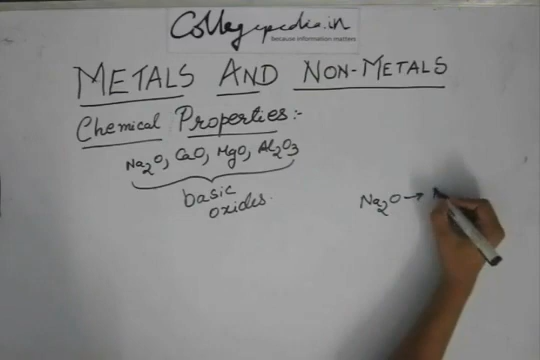 Collegepedia.in
because information matters
METALS AND NON-METALS
Chemical Properties:-
Na₂O, CaO, MgO, Al₂O₃
basic
oxides.
Na₂O→